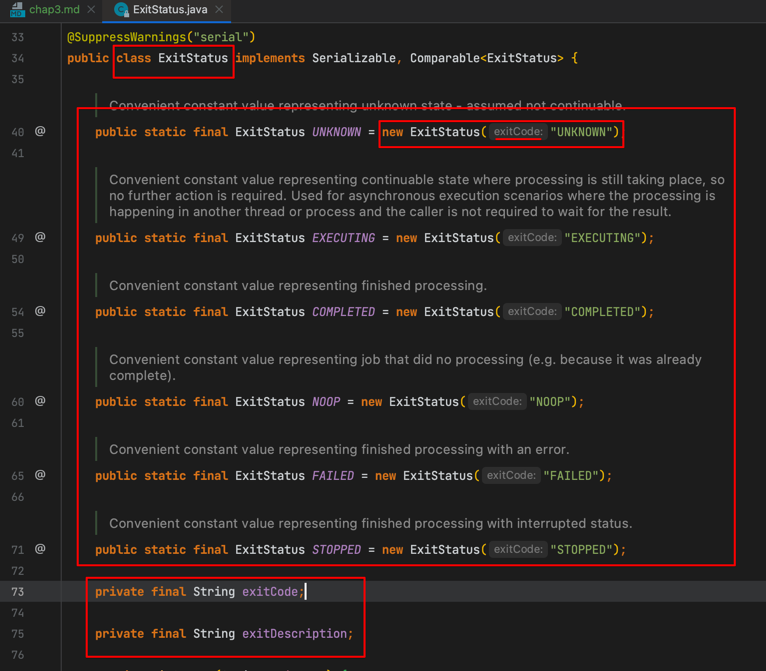 chap3.md × ExitStatus.java ×
33 @SuppressWarnings("serial")
34 public class ExitStatus implements Serializable, Comparable<ExitStatus> {
35
Convenient constant value representing unknown state - assumed not continuable.
40 @ public static final ExitStatus UNKNOWN = new ExitStatus( exitCode: "UNKNOWN")
41
Convenient constant value representing continuable state where processing is still taking place, so
no further action is required. Used for asynchronous execution scenarios where the processing is
happening in another thread or process and the caller is not required to wait for the result.
49 @ public static final ExitStatus EXECUTING = new ExitStatus( exitCode: "EXECUTING");
50
Convenient constant value representing finished processing.
54 @ public static final ExitStatus COMPLETED = new ExitStatus( exitCode: "COMPLETED");
55
Convenient constant value representing job that did no processing (e.g. because it was already
complete).
60 @ public static final ExitStatus NOOP = new ExitStatus( exitCode: "NOOP");
61
Convenient constant value representing finished processing with an error.
65 @ public static final ExitStatus FAILED = new ExitStatus( exitCode: "FAILED");
66
Convenient constant value representing finished processing with interrupted status.
71 @ public static final ExitStatus STOPPED = new ExitStatus( exitCode: "STOPPED");
72
73 private final String exitCode;
74
75 private final String exitDescription;
76